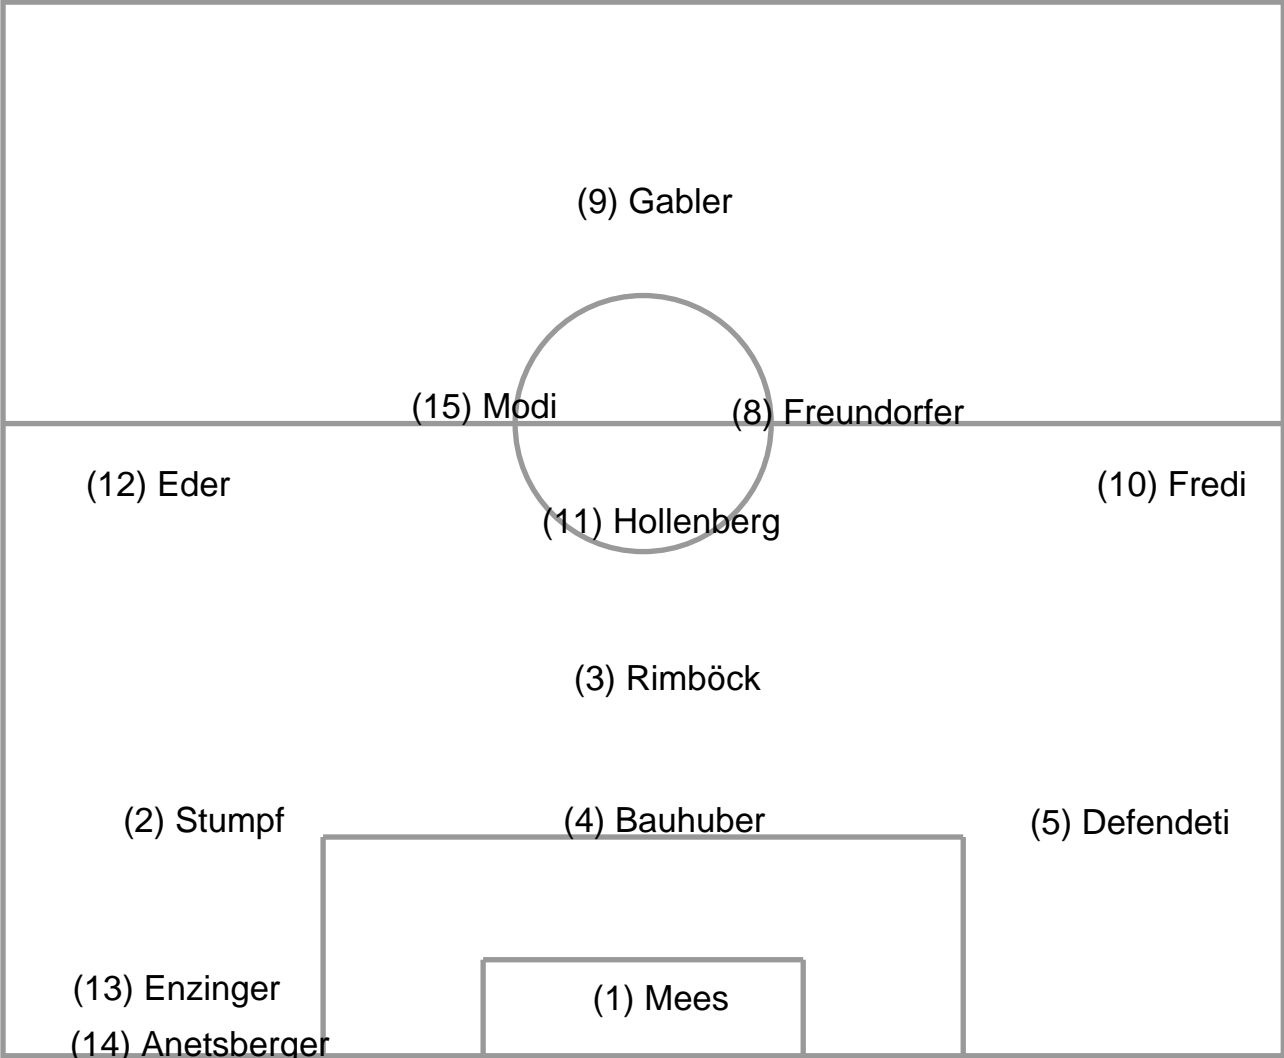 (9) Gabler
(15) Modi
(8) Freundorfer
(12) Eder
(10) Fredi
(11) Hollenberg
(3) Rimböck
(2) Stumpf
(4) Bauhuber
(5) Defendeti
(13) Enzinger
(1) Mees
(14) Anetsberger